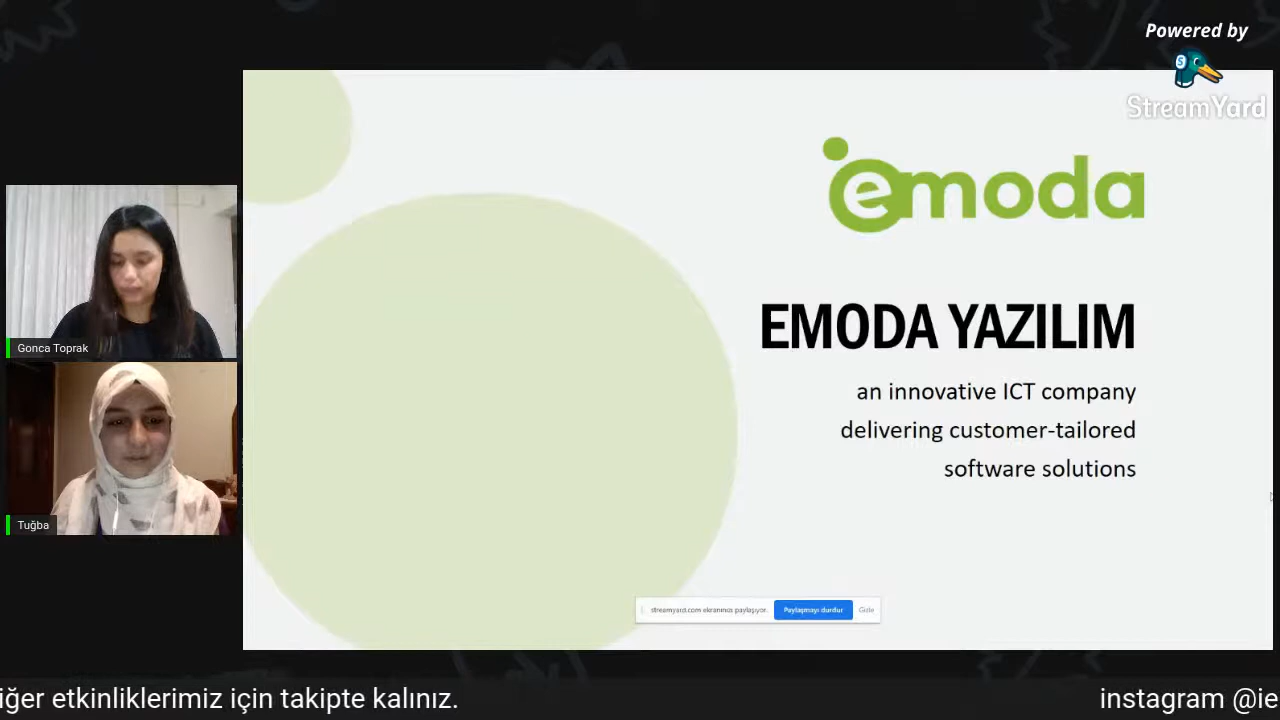 Powered by
StreamYard
emoda
EMODA YAZILIM
an innovative ICT company
delivering customer-tailored
software solutions
Gonca Toprak
Tuğba
streamyard.com ekranınızı paylaşıyor.
Paylaşmayı durdur
Gizle
iğer etkinliklerimiz için takipte kalınız.
instagram @ie